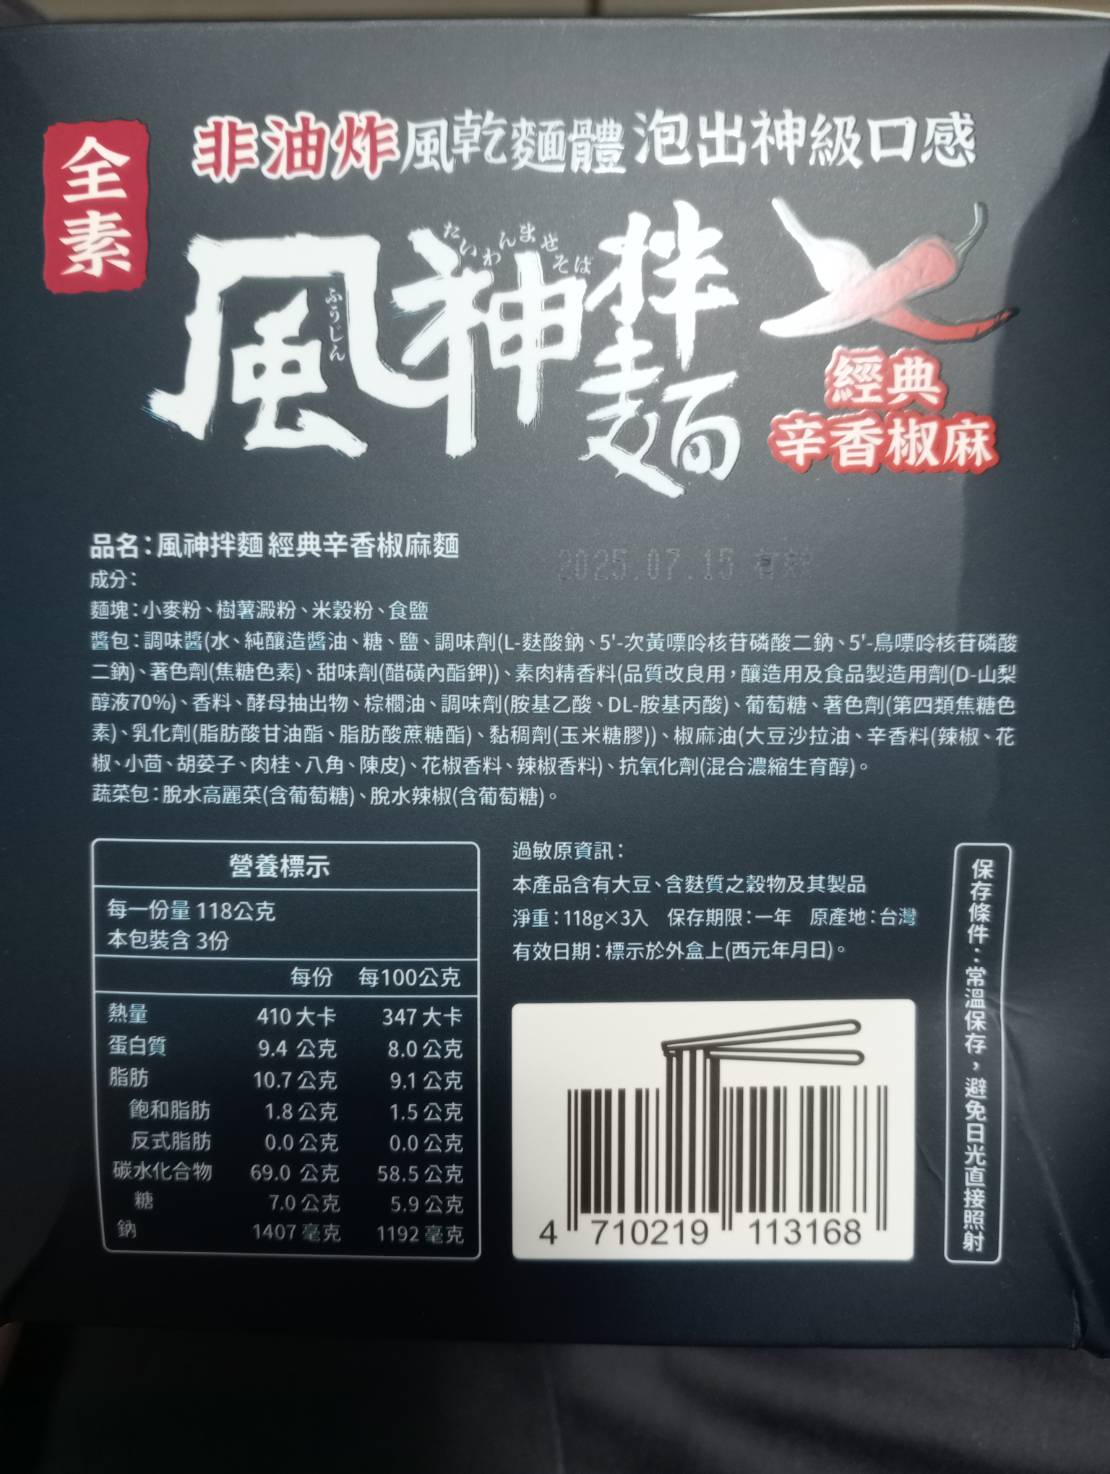 全素
非油炸風乾麵體 泡出神級口感
たいわんまぜそば
ふうじん
風神拌麵
經典
辛香椒麻
品名：風神拌麵 經典辛香椒麻麵
2025.07.15 有效
成分：
麵塊：小麥粉、樹薯澱粉、米穀粉、食鹽
醬包：調味醬(水、純釀造醬油、糖、鹽、調味劑(L-麩酸鈉、5'-次黃嘌呤核苷磷酸二鈉、5'-鳥嘌呤核苷磷酸
二鈉)、著色劑(焦糖色素)、甜味劑(醋磺內酯鉀))、素肉精香料(品質改良用，釀造用及食品製造用劑(D-山梨
醇液70%)、香料、酵母抽出物、棕櫚油、調味劑(胺基乙酸、DL-胺基丙酸)、葡萄糖、著色劑(第四類焦糖色
素)、乳化劑(脂肪酸甘油酯、脂肪酸蔗糖酯)、黏稠劑(玉米糖膠))、椒麻油(大豆沙拉油、辛香料(辣椒、花
椒、小茴、胡荽子、肉桂、八角、陳皮)、花椒香料、辣椒香料)、抗氧化劑(混合濃縮生育醇)。
蔬菜包：脫水高麗菜(含葡萄糖)、脫水辣椒(含葡萄糖)。
營養標示
每一份量 118公克
本包裝含 3份
每份 每100公克
熱量 410 大卡 347 大卡
蛋白質 9.4 公克 8.0 公克
脂肪 10.7 公克 9.1 公克
飽和脂肪 1.8 公克 1.5 公克
反式脂肪 0.0 公克 0.0 公克
碳水化合物 69.0 公克 58.5 公克
糖 7.0 公克 5.9 公克
鈉 1407 毫克 1192 毫克
過敏原資訊：
本產品含有大豆、含麩質之穀物及其製品
淨重：118g×3入 保存期限：一年 原產地：台灣
有效日期：標示於外盒上(西元年月日)。
4 710219 113168
保存條件：常溫保存，避免日光直接照射